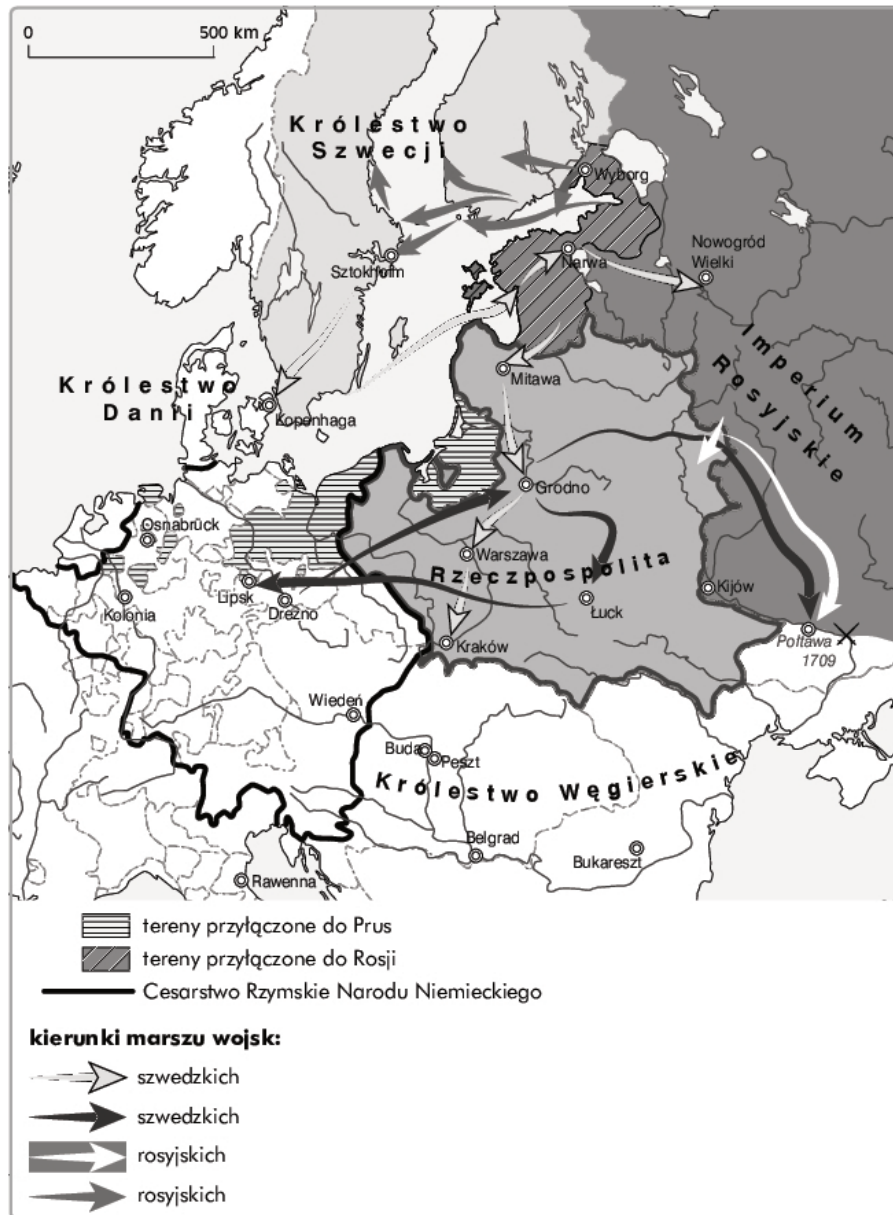 0 500 km
Królestwo
Szwecji
Wyborg
Sztokholm
Narwa
Nowogród
Wielki
Imperium
Rosyjskie
Królestwo
Danii
Kopenhaga
Mitawa
Grodno
Osnabrück
Warszawa
Rzeczpospolita
Kolonia
Lipsk
Drezno
Łuck
Kijów
Kraków
Połtawa
1709
Wiedeń
Buda
Peszt
Królestwo Węgierskie
Belgrad
Bukareszt
Rawenna
tereny przyłączone do Prus
tereny przyłączone do Rosji
Cesarstwo Rzymskie Narodu Niemieckiego
kierunki marszu wojsk:
szwedzkich
szwedzkich
rosyjskich
rosyjskich